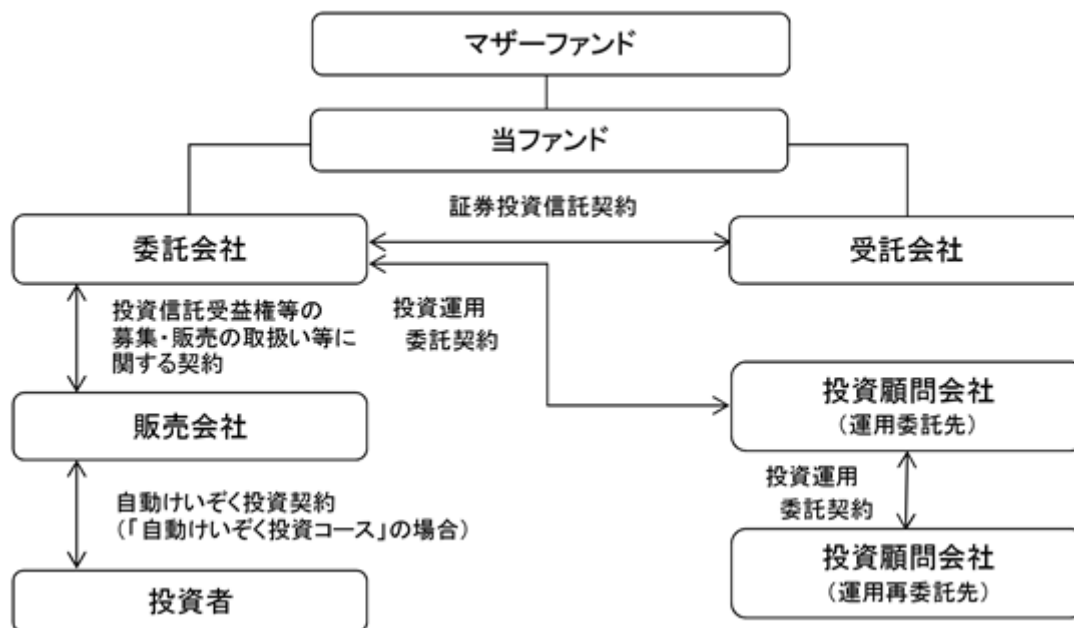 マザーファンド
当ファンド
証券投資信託契約
委託会社
受託会社
投資信託受益権等の
募集・販売の取扱い等に
関する契約
投資運用
委託契約
販売会社
投資顧問会社
（運用委託先）
自動けいぞく投資契約
（「自動けいぞく投資コース」の場合）
投資運用
委託契約
投資者
投資顧問会社
（運用再委託先）